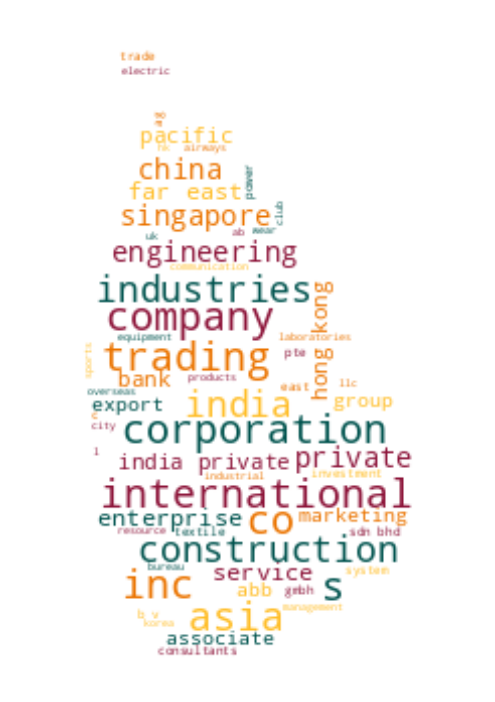 trade
electric
co
pacific
hk airways
china
power
far east
singapore
club
uk
ab
wear
engineering
communication
industries
hong kong
company
equipment
laboratories
sports
trading
pte
bank
products
east
llc
overseas
export
india
group
c
city
corporation
l
india private
private
industrial
investment
international
enterprise
co
marketing
resource
textile
sdn bhd
construction
bureau
service
system
inc
abb
gmbh
s
management
b v
korea
asia
associate
consultants